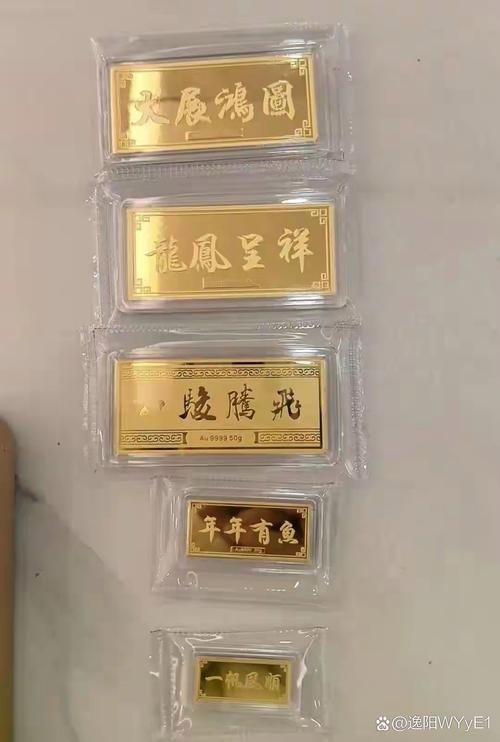 大展鴻圖
龍鳳呈祥
駿騰飛
Au 9999 50g
年年有魚
一帆風順
@逸阳WYyE1